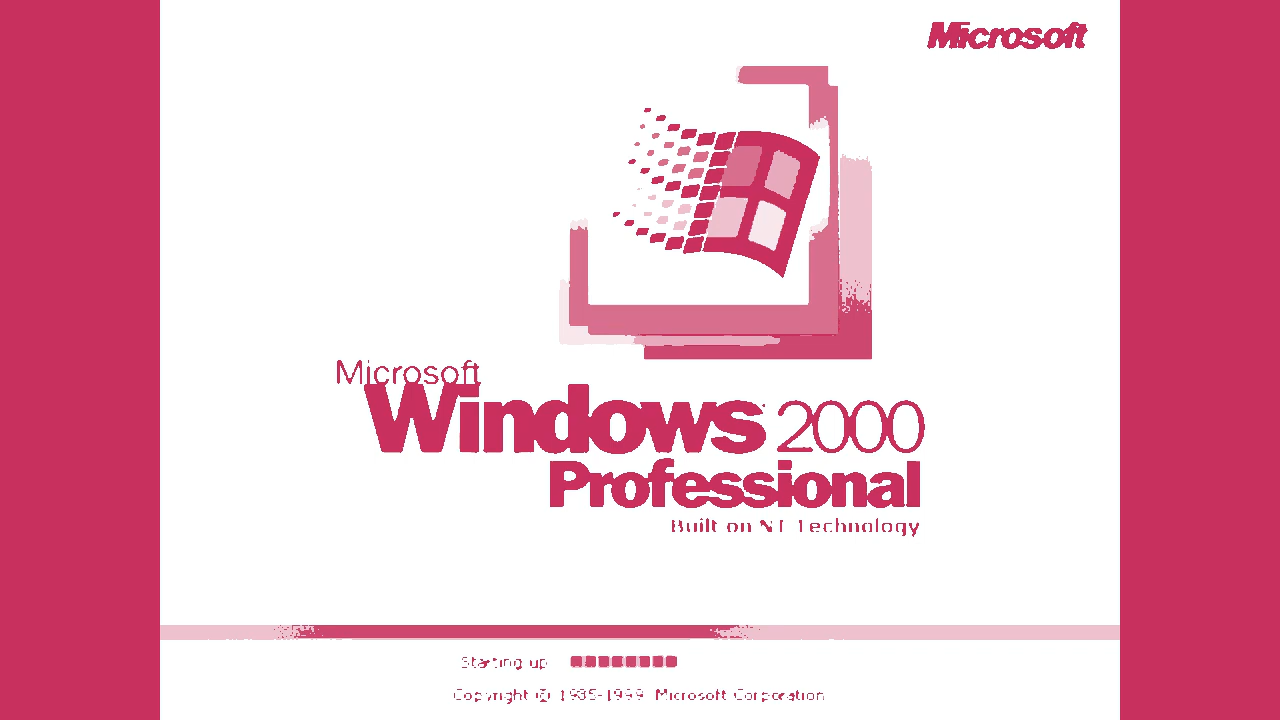 Microsoft
Microsoft
Windows 2000
Professional
Built on NT Technology
Starting up
Copyright © 1985-1999 Microsoft Corporation